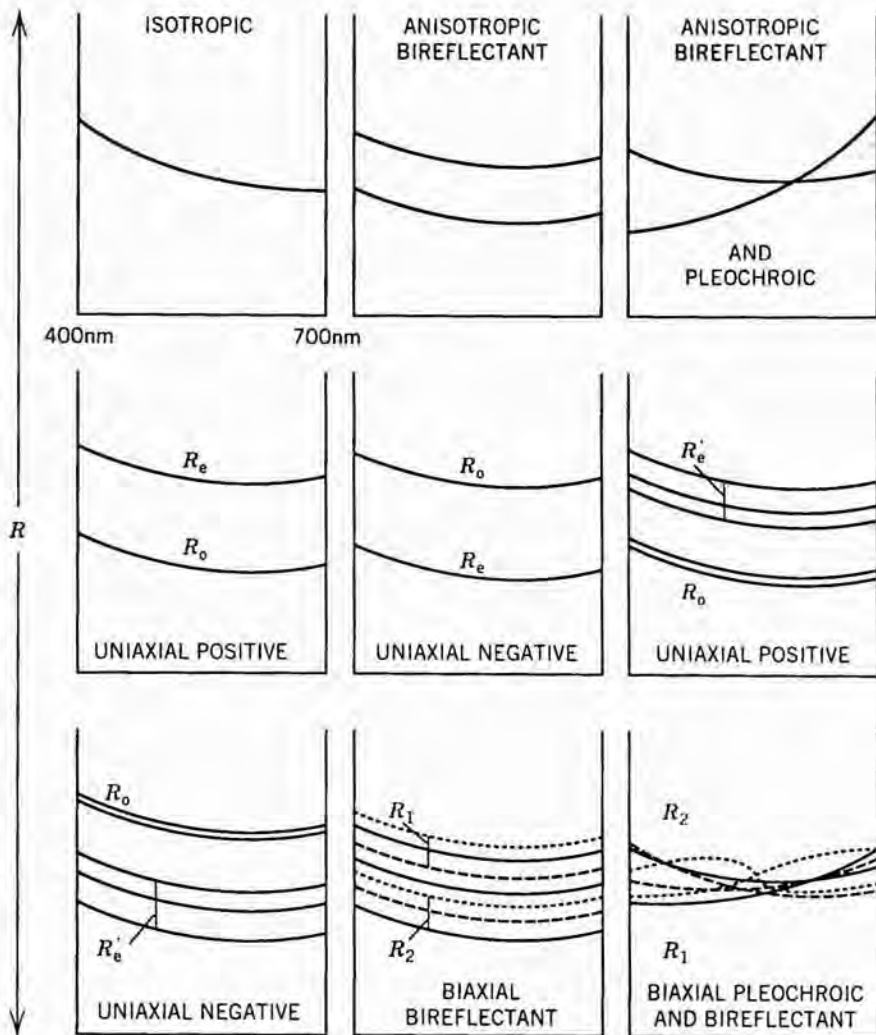 ISOTROPIC
ANISOTROPIC
BIREFLECTANT
ANISOTROPIC
BIREFLECTANT
AND
PLEOCHROIC
400nm
700nm
R
Re
Ro
UNIAXIAL POSITIVE
Ro
Re
UNIAXIAL NEGATIVE
R'e
Ro
UNIAXIAL POSITIVE
Ro
R'e
UNIAXIAL NEGATIVE
R1
R2
BIAXIAL
BIREFLECTANT
R2
R1
BIAXIAL PLEOCHROIC
AND BIREFLECTANT